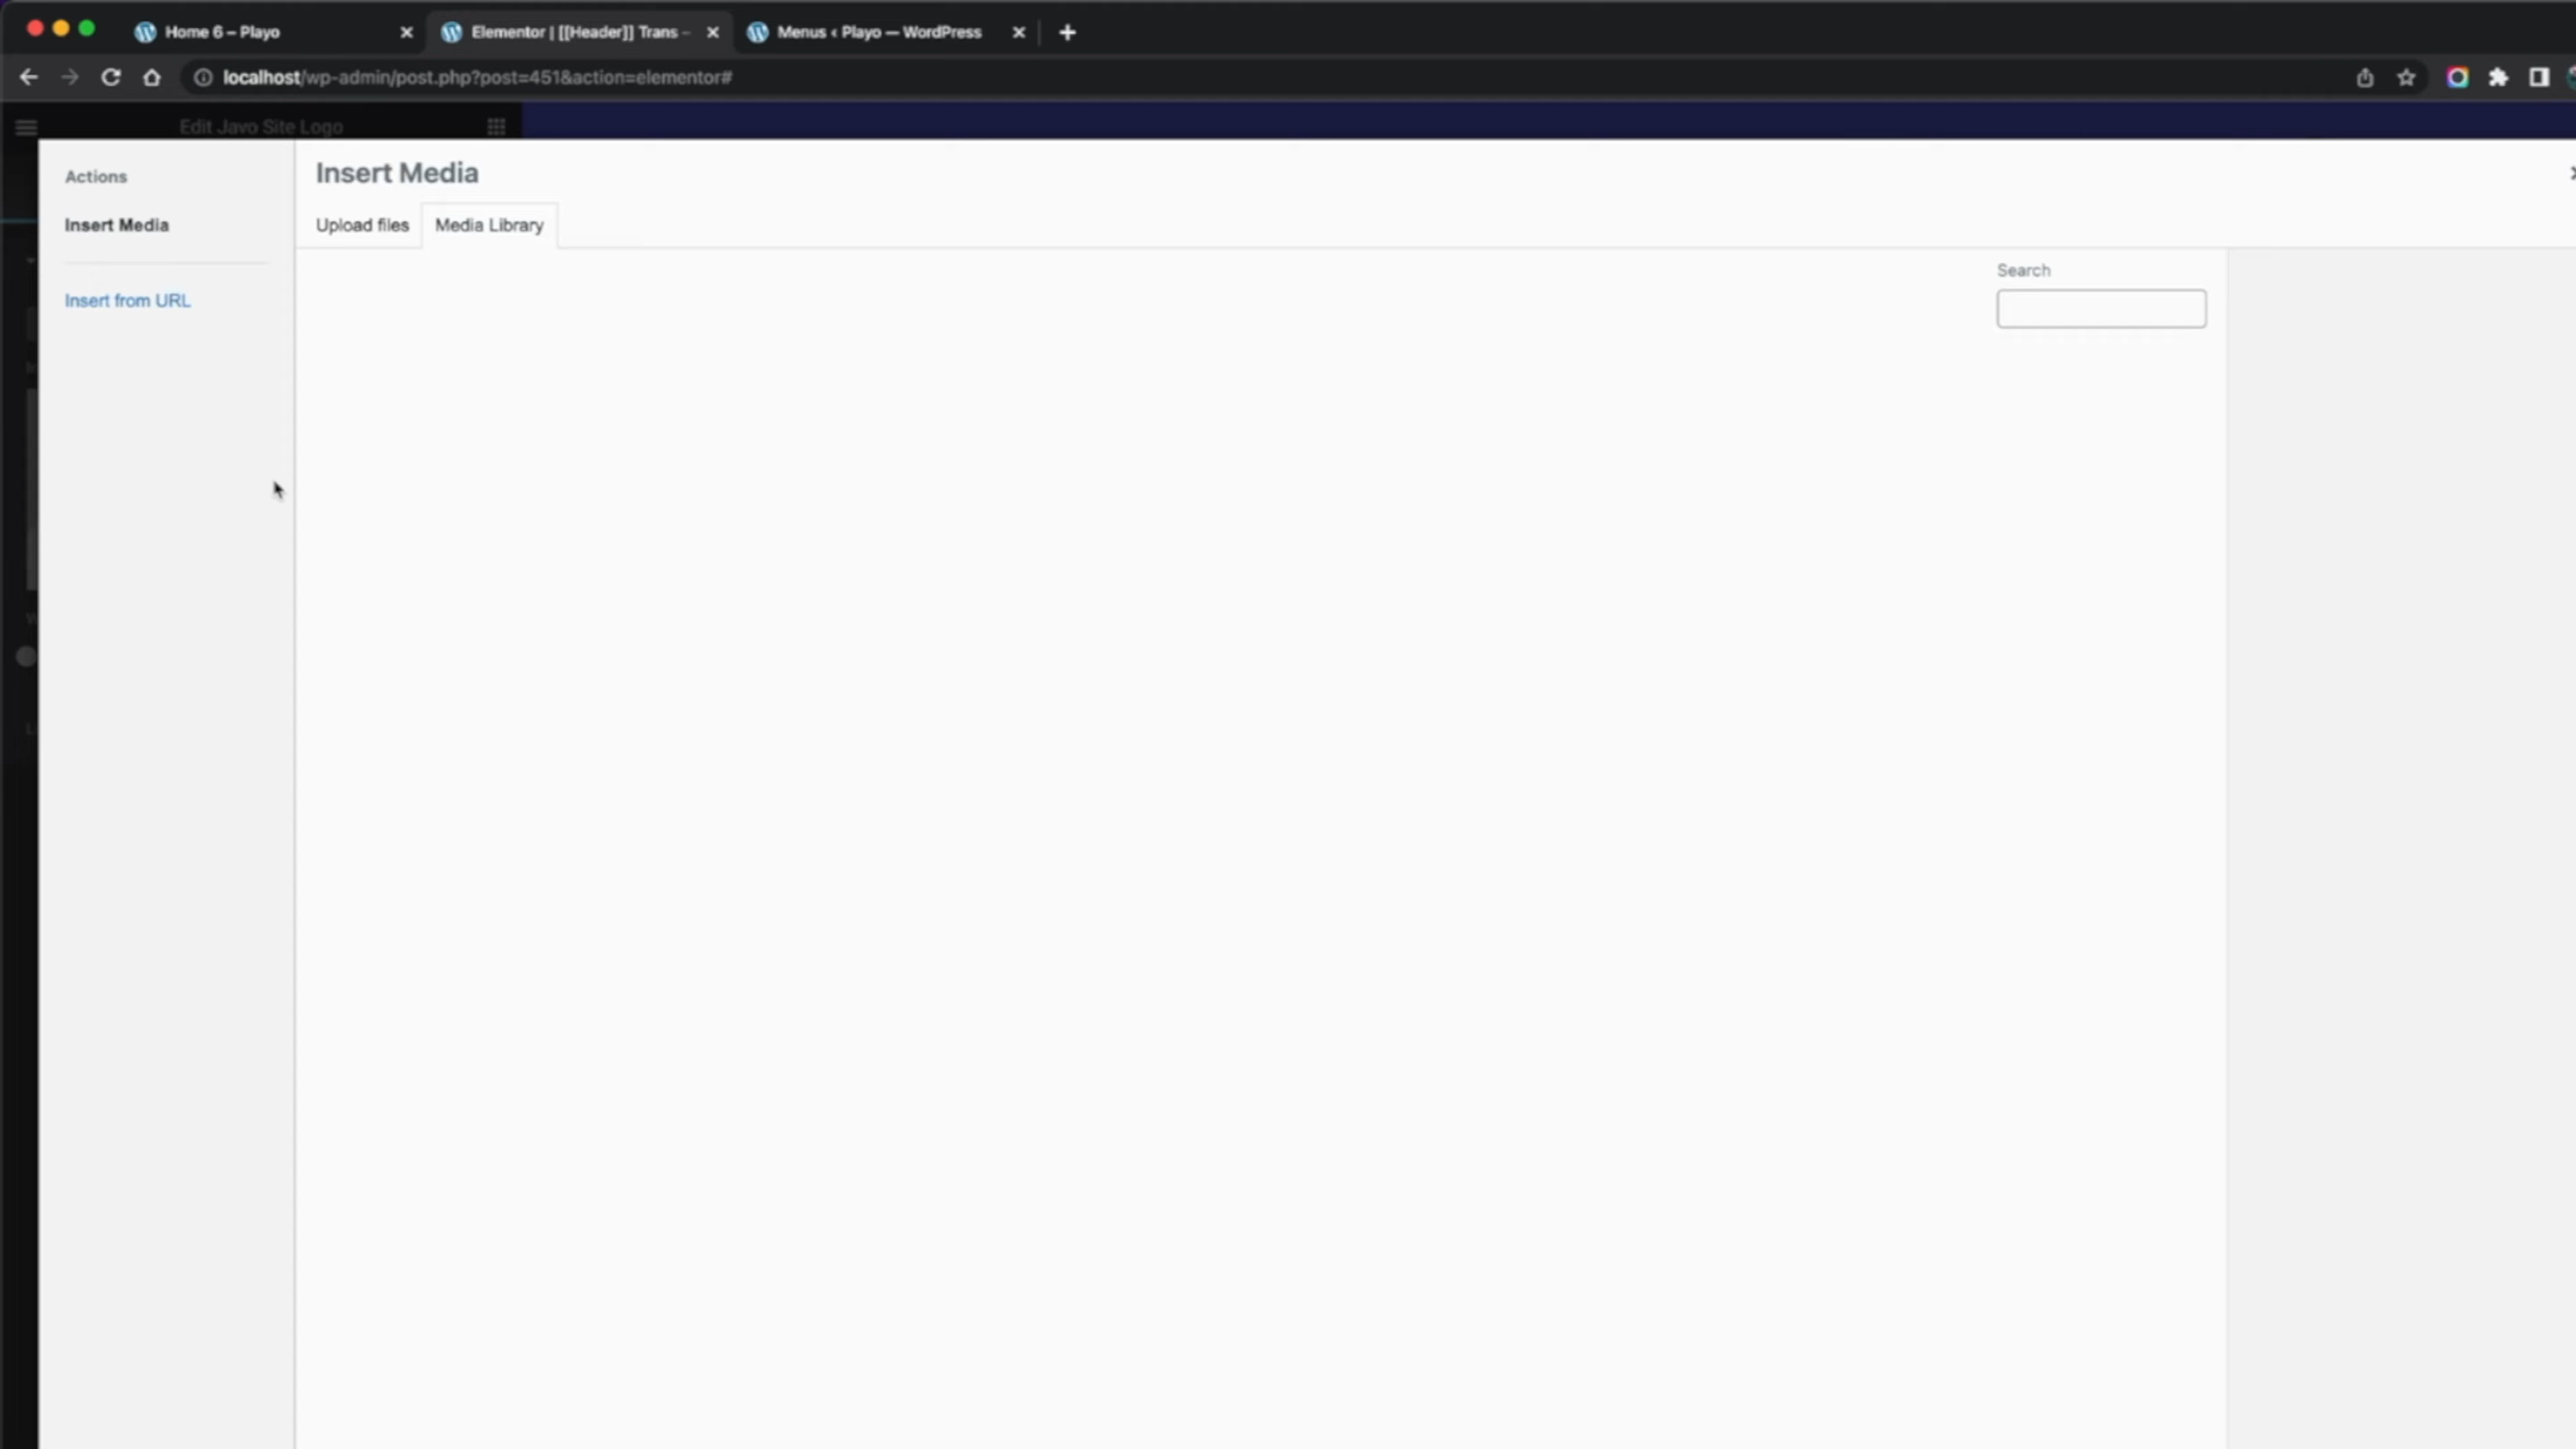 Home 6 – Playo
Elementor | [[Header]] Trans –
Menus ‹ Playo — WordPress
localhost/wp-admin/post.php?post=451&action=elementor#
Edit Javo Site Logo
Actions
Insert Media
Insert from URL
Insert Media
Upload files
Media Library
Search